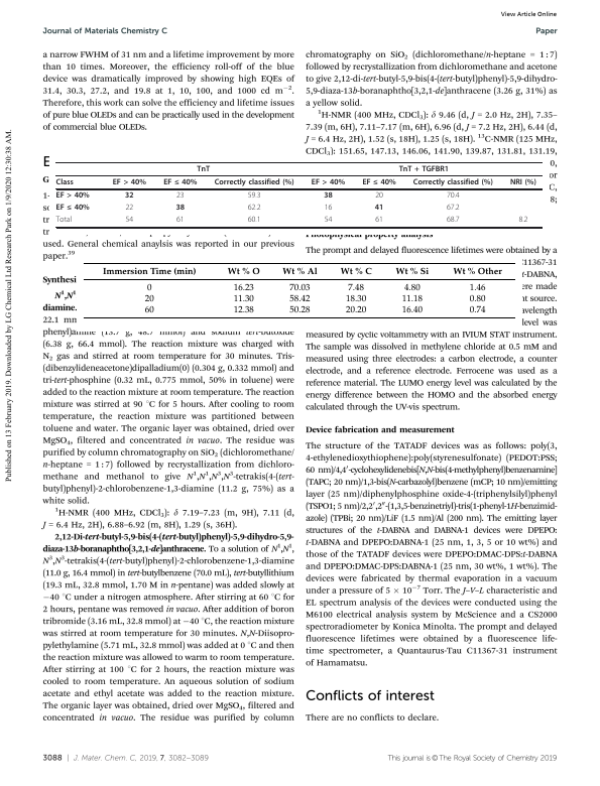 View Article Online
Journal of Materials Chemistry C
Paper
Published on 13 February 2019. Downloaded by LG Chemical Ltd Research Park on 1/9/2020 12:30:38 AM.
a narrow FWHM of 31 nm and a lifetime improvement by more
than 10 times. Moreover, the efficiency roll-off of the blue
device was dramatically improved by showing high EQEs of
31.4, 30.3, 27.2, and 19.8 at 1, 10, 100, and 1000 cd m⁻².
Therefore, this work can solve the efficiency and lifetime issues
of pure blue OLEDs and can be practically used in the development
of commercial blue OLEDs.
E
G
1-
sc
tr
tr
used. General chemical anaylsis was reported in our previous
paper.³⁹
Synthesi
N¹,N¹
diamine.
22.1 mn
phenyl)amine (13.7 g, 48.7 mmol) and sodium tert-butoxide
(6.38 g, 66.4 mmol). The reaction mixture was charged with
N₂ gas and stirred at room temperature for 30 minutes. Tris-
(dibenzylideneacetone)dipalladium(0) (0.304 g, 0.332 mmol) and
tri-tert-phosphine (0.32 mL, 0.775 mmol, 50% in toluene) were
added to the reaction mixture at room temperature. The reaction
mixture was stirred at 90 °C for 5 hours. After cooling to room
temperature, the reaction mixture was partitioned between
toluene and water. The organic layer was obtained, dried over
MgSO₄, filtered and concentrated in vacuo. The residue was
purified by column chromatography on SiO₂ (dichloromethane/
n-heptane = 1 : 7) followed by recrystallization from dichloro-
methane and methanol to give N¹,N¹,N³,N³-tetrakis(4-(tert-
butyl)phenyl)-2-chlorobenzene-1,3-diamine (11.2 g, 75%) as a
white solid.
¹H-NMR (400 MHz, CDCl₃): δ 7.19–7.23 (m, 9H), 7.11 (d,
J = 6.4 Hz, 2H), 6.88–6.92 (m, 8H), 1.29 (s, 36H).
2,12-Di-tert-butyl-5,9-bis(4-(tert-butyl)phenyl)-5,9-dihydro-5,9-
diaza-13b-boranaphtho[3,2,1-de]anthracene. To a solution of N¹,N¹,
N³,N³-tetrakis(4-(tert-butyl)phenyl)-2-chlorobenzene-1,3-diamine
(11.0 g, 16.4 mmol) in tert-butylbenzene (70.0 mL), tert-butyllithium
(19.3 mL, 32.8 mmol, 1.70 M in n-pentane) was added slowly at
−40 °C under a nitrogen atmosphere. After stirring at 60 °C for
2 hours, pentane was removed in vacuo. After addition of boron
tribromide (3.16 mL, 32.8 mmol) at −40 °C, the reaction mixture
was stirred at room temperature for 30 minutes. N,N-Diisopro-
pylethylamine (5.71 mL, 32.8 mmol) was added at 0 °C and then
the reaction mixture was allowed to warm to room temperature.
After stirring at 100 °C for 2 hours, the reaction mixture was
cooled to room temperature. An aqueous solution of sodium
acetate and ethyl acetate was added to the reaction mixture.
The organic layer was obtained, dried over MgSO₄, filtered and
concentrated in vacuo. The residue was purified by column
chromatography on SiO₂ (dichloromethane/n-heptane = 1 : 7)
followed by recrystallization from dichloromethane and acetone
to give 2,12-di-tert-butyl-5,9-bis(4-(tert-butyl)phenyl)-5,9-dihydro-
5,9-diaza-13b-boranaphtho[3,2,1-de]anthracene (3.26 g, 31%) as
a yellow solid.
¹H-NMR (400 MHz, CDCl₃): δ 9.46 (d, J = 2.0 Hz, 2H), 7.35–
7.39 (m, 6H), 7.11–7.17 (m, 6H), 6.96 (d, J = 7.2 Hz, 2H), 6.44 (d,
J = 6.4 Hz, 2H), 1.52 (s, 18H), 1.25 (s, 18H). ¹³C-NMR (125 MHz,
CDCl₃): 151.65, 147.13, 146.06, 141.90, 139.87, 131.81, 131.19,
0,
or
C,
8;
TnT TnT + TGFBR1
Class EF > 40% EF ≤ 40% Correctly classified (%) EF > 40% EF ≤ 40% Correctly classified (%) NRI (%)
EF > 40% 32 23 59.3 38 20 70.4
EF ≤ 40% 22 38 62.2 16 41 67.2
Total 54 61 60.1 54 61 68.7 8.2
Photophysical property analysis
The prompt and delayed fluorescence lifetimes were obtained by a
C11367-31
t-DABNA,
ere made
nt source.
velength
level was
Immersion Time (min) Wt % O Wt % Al Wt % C Wt % Si Wt % Other
0 16.23 70.03 7.48 4.80 1.46
20 11.30 58.42 18.30 11.18 0.80
60 12.38 50.28 20.20 16.40 0.74
measured by cyclic voltammetry with an IVIUM STAT instrument.
The sample was dissolved in methylene chloride at 0.5 mM and
measured using three electrodes: a carbon electrode, a counter
electrode, and a reference electrode. Ferrocene was used as a
reference material. The LUMO energy level was calculated by the
energy difference between the HOMO and the absorbed energy
calculated through the UV-vis spectrum.
Device fabrication and measurement
The structure of the TATADF devices was as follows: poly(3,
4-ethylenedioxythiophene):poly(styrenesulfonate) (PEDOT:PSS;
60 nm)/4,4′-cyclohexylidenebis[N,N-bis(4-methylphenyl)benzenamine]
(TAPC; 20 nm)/1,3-bis(N-carbazolyl)benzene (mCP; 10 nm)/emitting
layer (25 nm)/diphenylphosphine oxide-4-(triphenylsilyl)phenyl
(TSPO1; 5 nm)/2,2′,2″-(1,3,5-benzinetriyl)-tris(1-phenyl-1H-benzimid-
azole) (TPBi; 20 nm)/LiF (1.5 nm)/Al (200 nm). The emitting layer
structures of the t-DABNA and DABNA-1 devices were DPEPO:
t-DABNA and DPEPO:DABNA-1 (25 nm, 1, 3, 5 or 10 wt%) and
those of the TATADF devices were DPEPO:DMAC-DPS:t-DABNA
and DPEPO:DMAC-DPS:DABNA-1 (25 nm, 30 wt%, 1 wt%). The
devices were fabricated by thermal evaporation in a vacuum
under a pressure of 5 × 10⁻⁷ Torr. The J–V–L characteristic and
EL spectrum analysis of the devices were conducted using the
M6100 electrical analysis system by McScience and a CS2000
spectroradiometer by Konica Minolta. The prompt and delayed
fluorescence lifetimes were obtained by a fluorescence life-
time spectrometer, a Quantaurus-Tau C11367-31 instrument
of Hamamatsu.
Conflicts of interest
There are no conflicts to declare.
3088 | J. Mater. Chem. C, 2019, 7, 3082–3089
This journal is © The Royal Society of Chemistry 2019